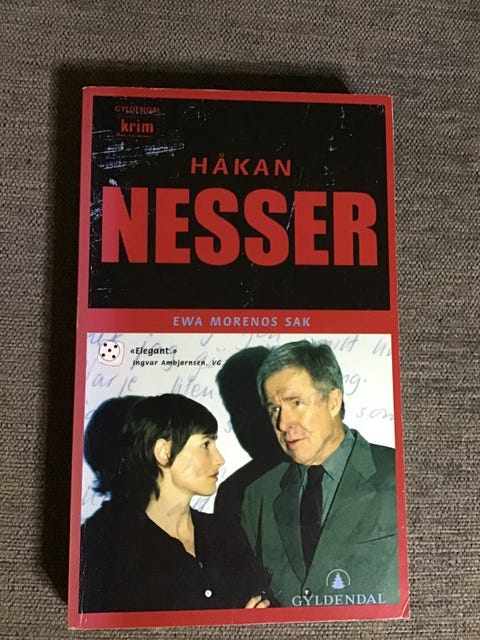 GYLDENDAL
krim
HÅKAN
NESSER
EWA MORENOS SAK
«Elegant.»
Ingvar Ambjørnsen, VG
GYLDENDAL